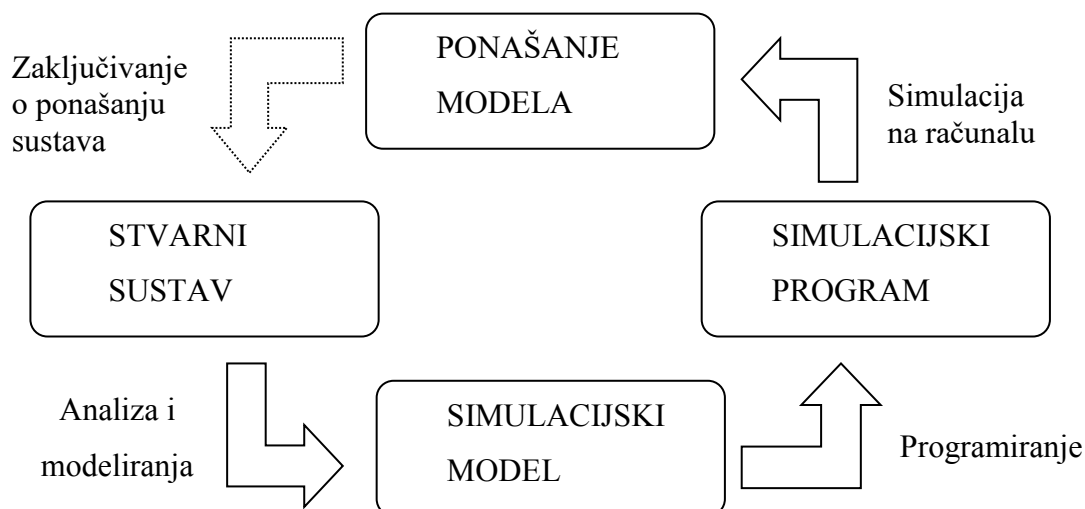 Zaključivanje
o ponašanju
sustava
PONAŠANJE
MODELA
Simulacija
na računalu
STVARNI
SUSTAV
SIMULACIJSKI
PROGRAM
Analiza i
modeliranja
SIMULACIJSKI
MODEL
Programiranje